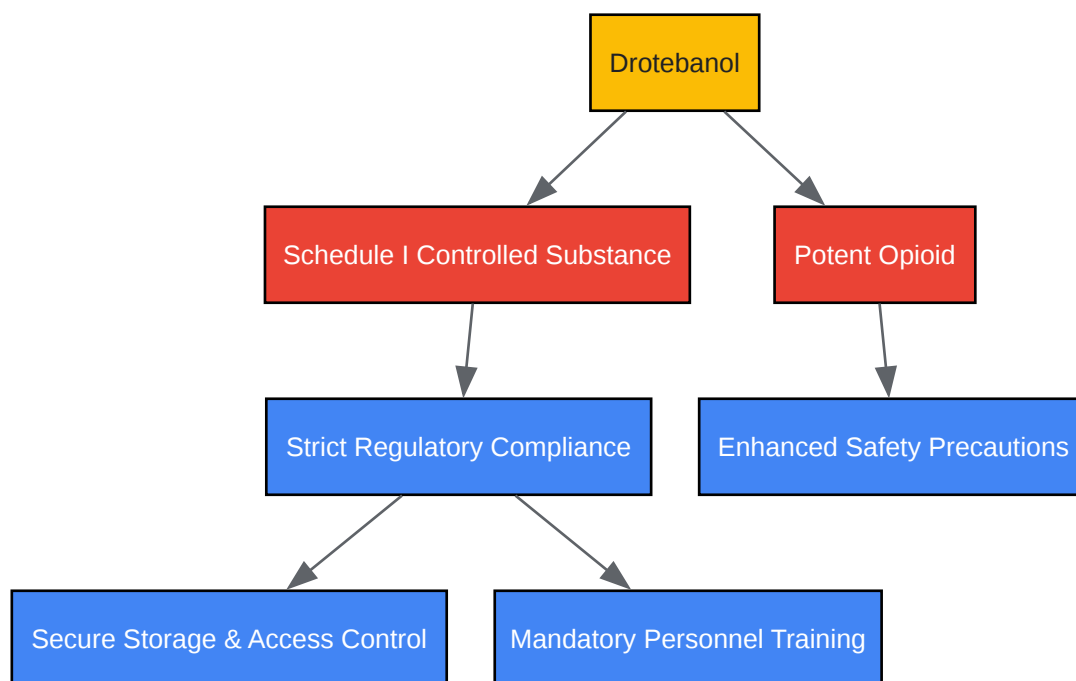 Drotebanol
Schedule I Controlled Substance
Potent Opioid
Strict Regulatory Compliance
Enhanced Safety Precautions
Secure Storage & Access Control
Mandatory Personnel Training